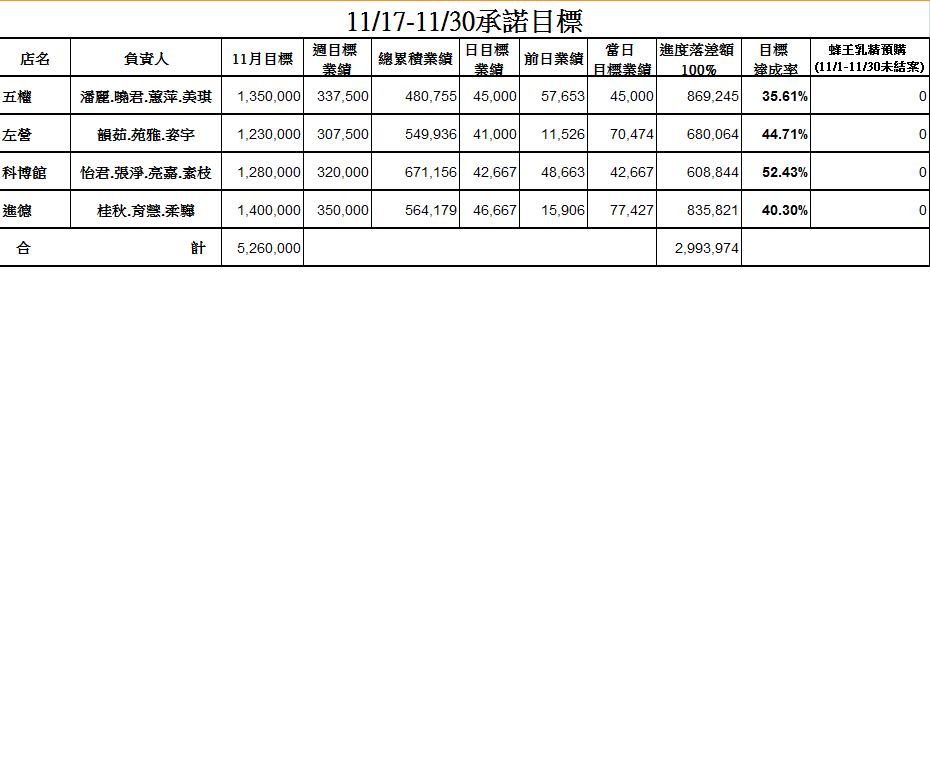 11/17-11/30承諾目標
店名 負責人 11月目標 週目標業績 總累積業績 日目標業績 前日業績 當日目標業績 進度落差額100% 目標達成率 蜂王乳精預購(11/1-11/30未結案)
五權 潘麗.曉君.蕙萍.美琪 1,350,000 337,500 480,755 45,000 57,653 45,000 869,245 35.61% 0
左營 韻茹.苑雅.姿宇 1,230,000 307,500 549,936 41,000 11,526 70,474 680,064 44.71% 0
科博館 怡君.張淨.亮嘉.素枝 1,280,000 320,000 671,156 42,667 48,663 42,667 608,844 52.43% 0
進德 桂秋.育慧.柔驊 1,400,000 350,000 564,179 46,667 15,906 77,427 835,821 40.30% 0
合計 5,260,000 2,993,974